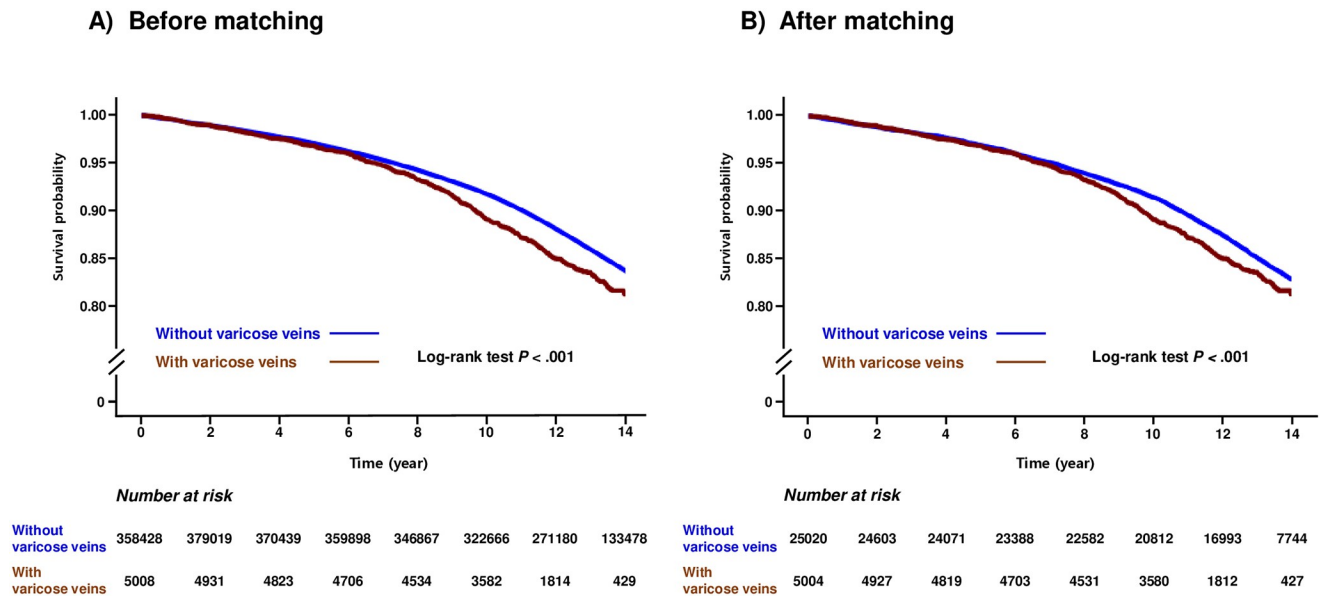 A) Before matching
1.00
0.95
0.90
0.85
0.80
0
Survival probability
Without varicose veins
With varicose veins
Log-rank test P < .001
0 2 4 6 8 10 12 14
Time (year)
Number at risk
Without
varicose veins 358428 379019 370439 359898 346867 322666 271180 133478
With
varicose veins 5008 4931 4823 4706 4534 3582 1814 429
B) After matching
1.00
0.95
0.90
0.85
0.80
0
Survival probability
Without varicose veins
With varicose veins
Log-rank test P < .001
0 2 4 6 8 10 12 14
Time (year)
Number at risk
Without
varicose veins 25020 24603 24071 23388 22582 20812 16993 7744
With
varicose veins 5004 4927 4819 4703 4531 3580 1812 427